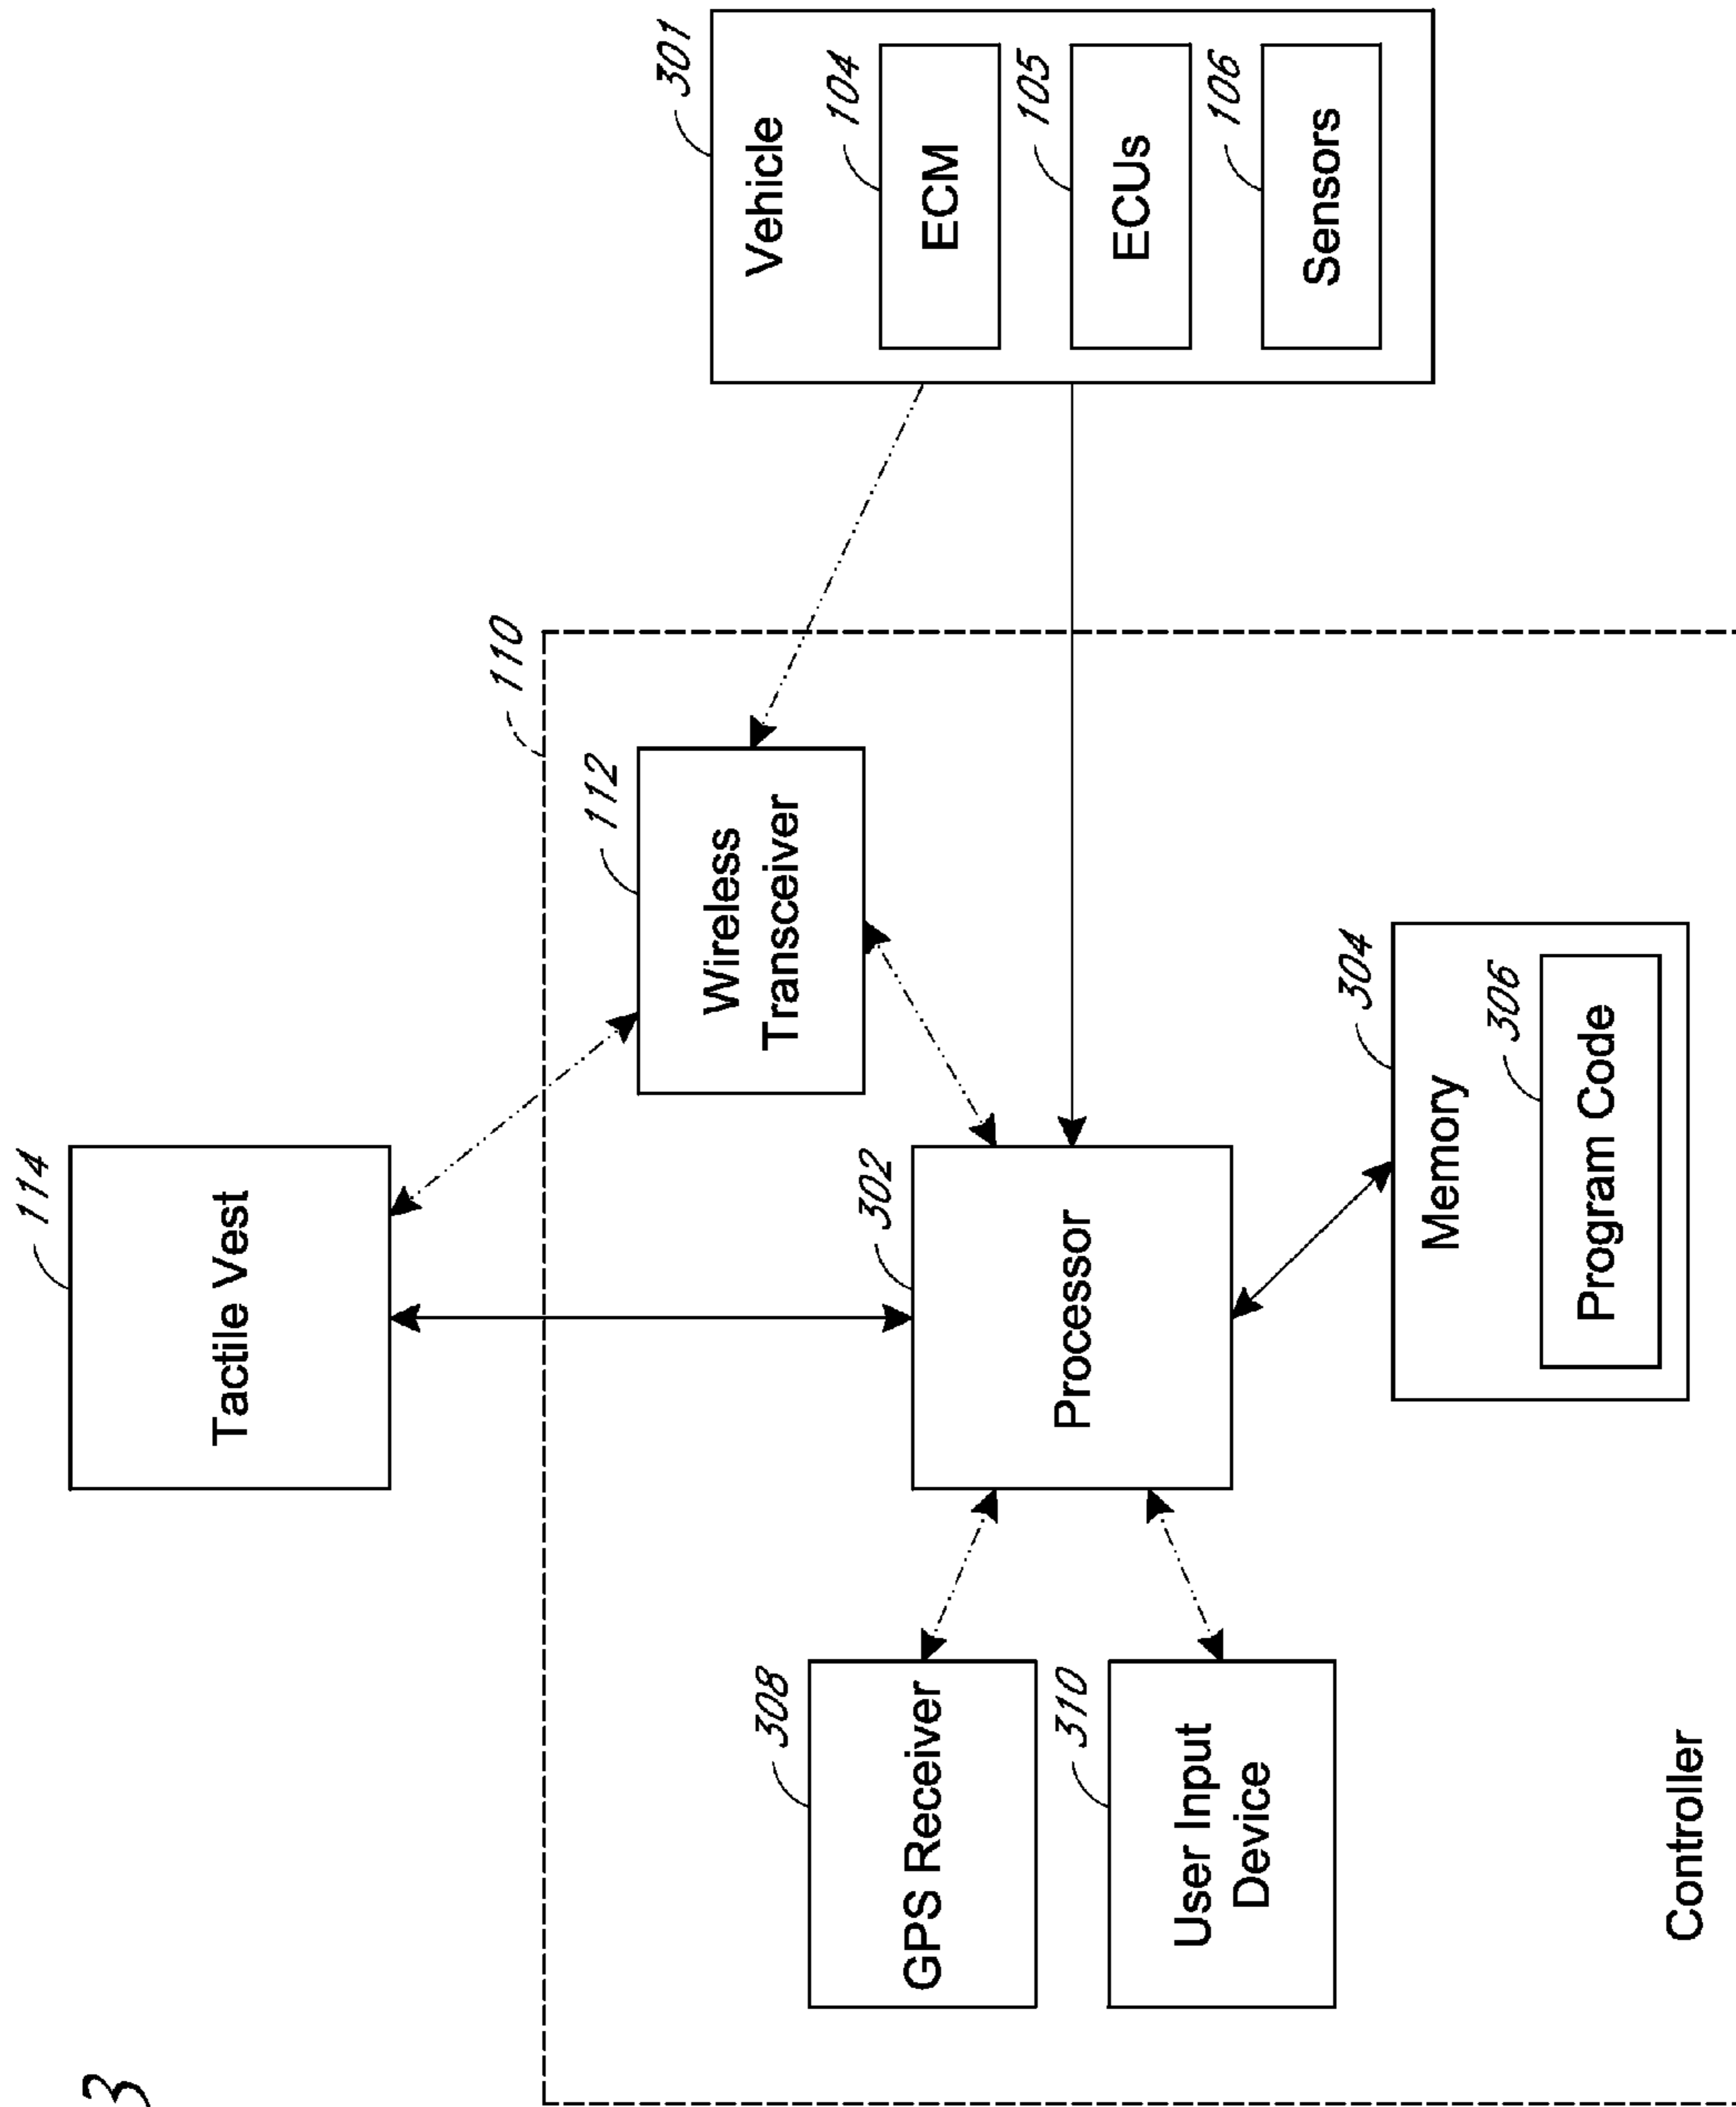 3
114
Tactile Vest
110
112
Wireless
Transceiver
301
Vehicle
104
ECM
105
ECUs
106
Sensors
302
Processor
308
GPS Receiver
310
User Input
Device
304
Memory
306
Program Code
Controller